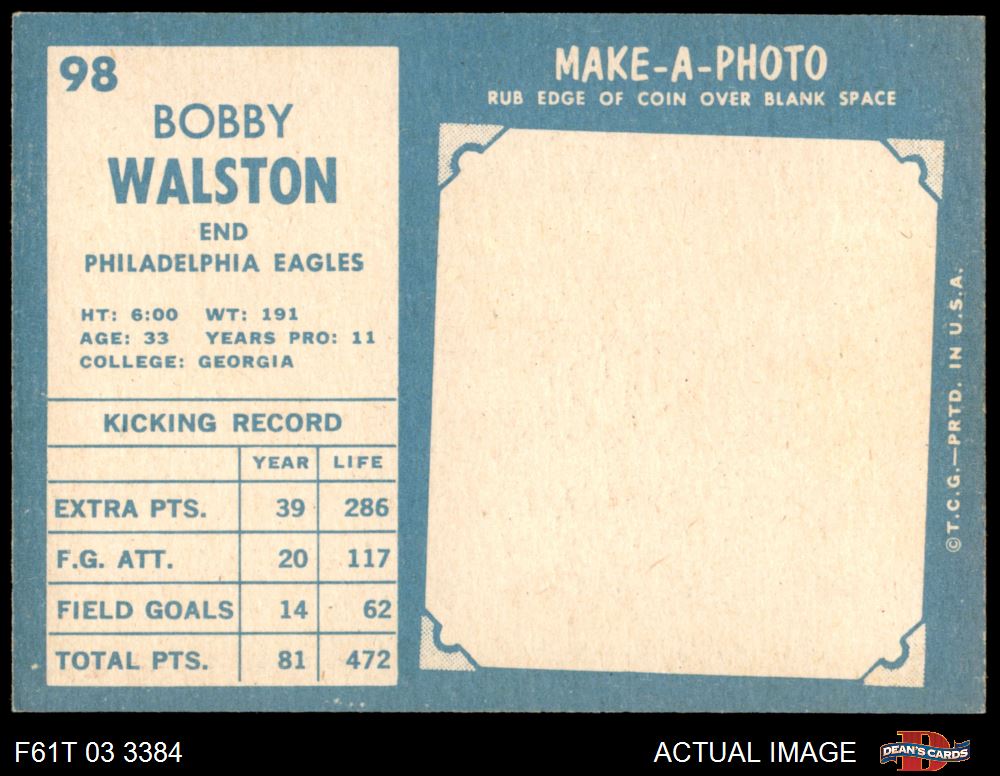 98
BOBBY
WALSTON
END
PHILADELPHIA EAGLES
HT: 6:00 WT: 191
AGE: 33 YEARS PRO: 11
COLLEGE: GEORGIA
KICKING RECORD
YEAR LIFE
EXTRA PTS. 39 286
F.G. ATT. 20 117
FIELD GOALS 14 62
TOTAL PTS. 81 472
MAKE-A-PHOTO
RUB EDGE OF COIN OVER BLANK SPACE
©T.C.G.—PRTD. IN U.S.A.
F61T 03 3384
ACTUAL IMAGE
D
DEAN'S CARDS